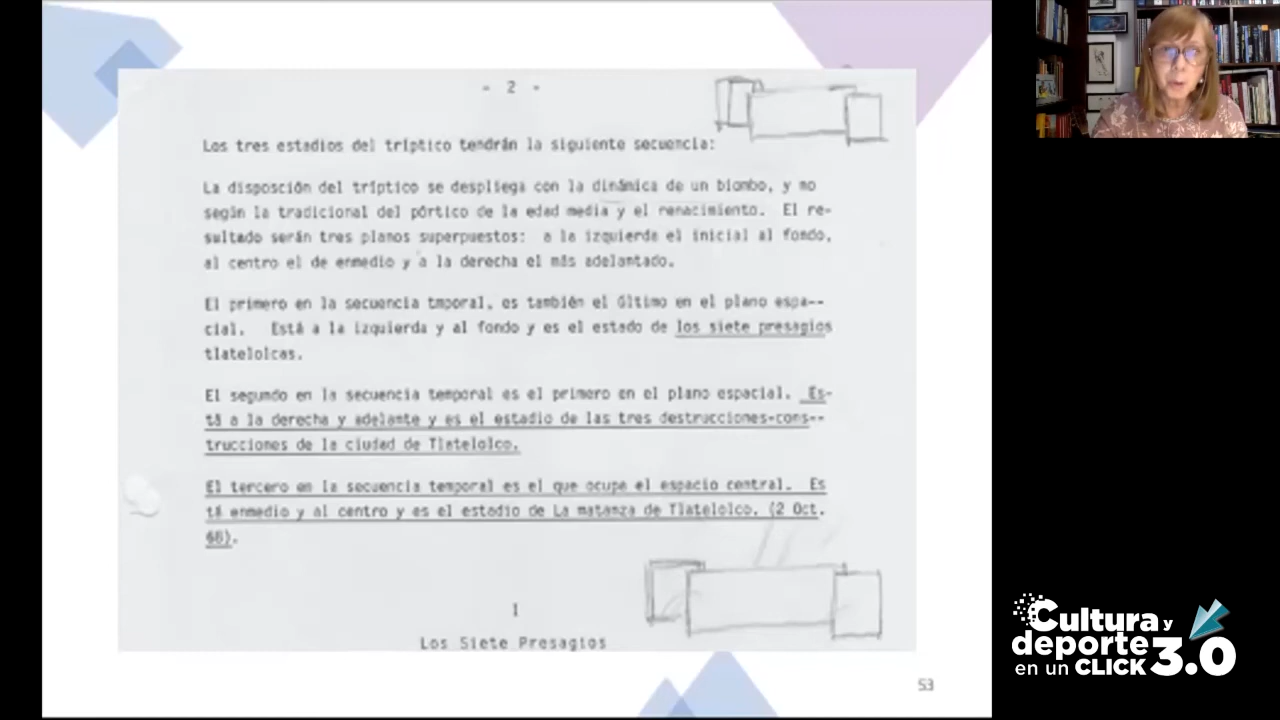 - 2 -
Los tres estadios del tríptico tendrán la siguiente secuencia:
La disposción del tríptico se despliega con la dinámica de un biombo, y no
según la tradicional del pórtico de la edad media y el renacimiento. El re-
sultado serán tres planos superpuestos: a la izquierda el inicial al fondo,
al centro el de enmedio y a la derecha el más adelantado.
El primero en la secuencia tmporal, es también el último en el plano espa--
cial. Está a la izquierda y al fondo y es el estado de los siete presagios
tlatelolcas.
El segundo en la secuencia temporal es el primero en el plano espacial. Es-
tá a la derecha y adelante y es el estadio de las tres destrucciones-cons--
trucciones de la ciudad de Tlatelolco.
El tercero en la secuencia temporal es el que ocupe el espacio central. Es
tá enmedio y al centro y es el estadio de La matanza de Tlatelolco, (2 Oct.
68).
I
Los Siete Presagios
53
Cultura y
deporte
en un CLICK 3.0